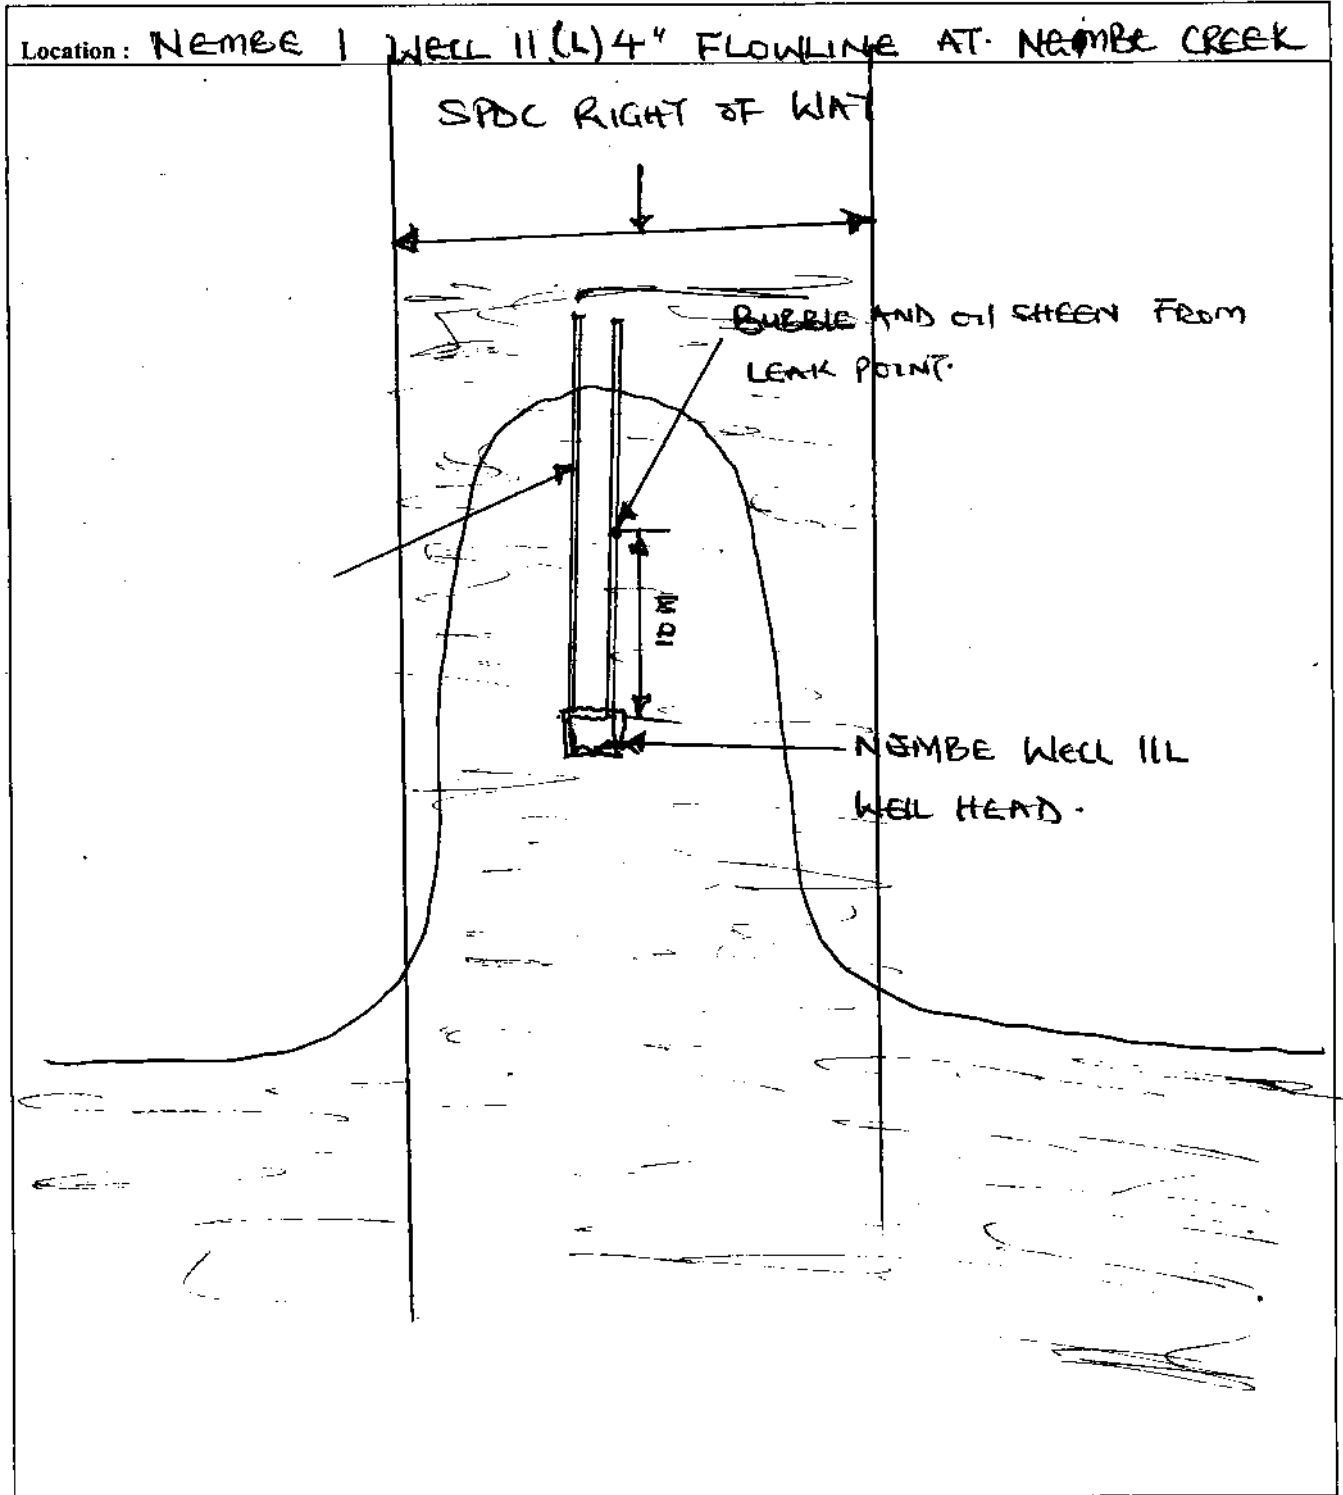 Location : NEMBE 1 WELL 11(L) 4" FLOWLINE AT. NEMBE CREEK
SPDC RIGHT OF WAY
BUBBLE AND OIL SHEEN FROM
LEAK POINT.
10 M
NEMBE WELL 11L
WELL HEAD.